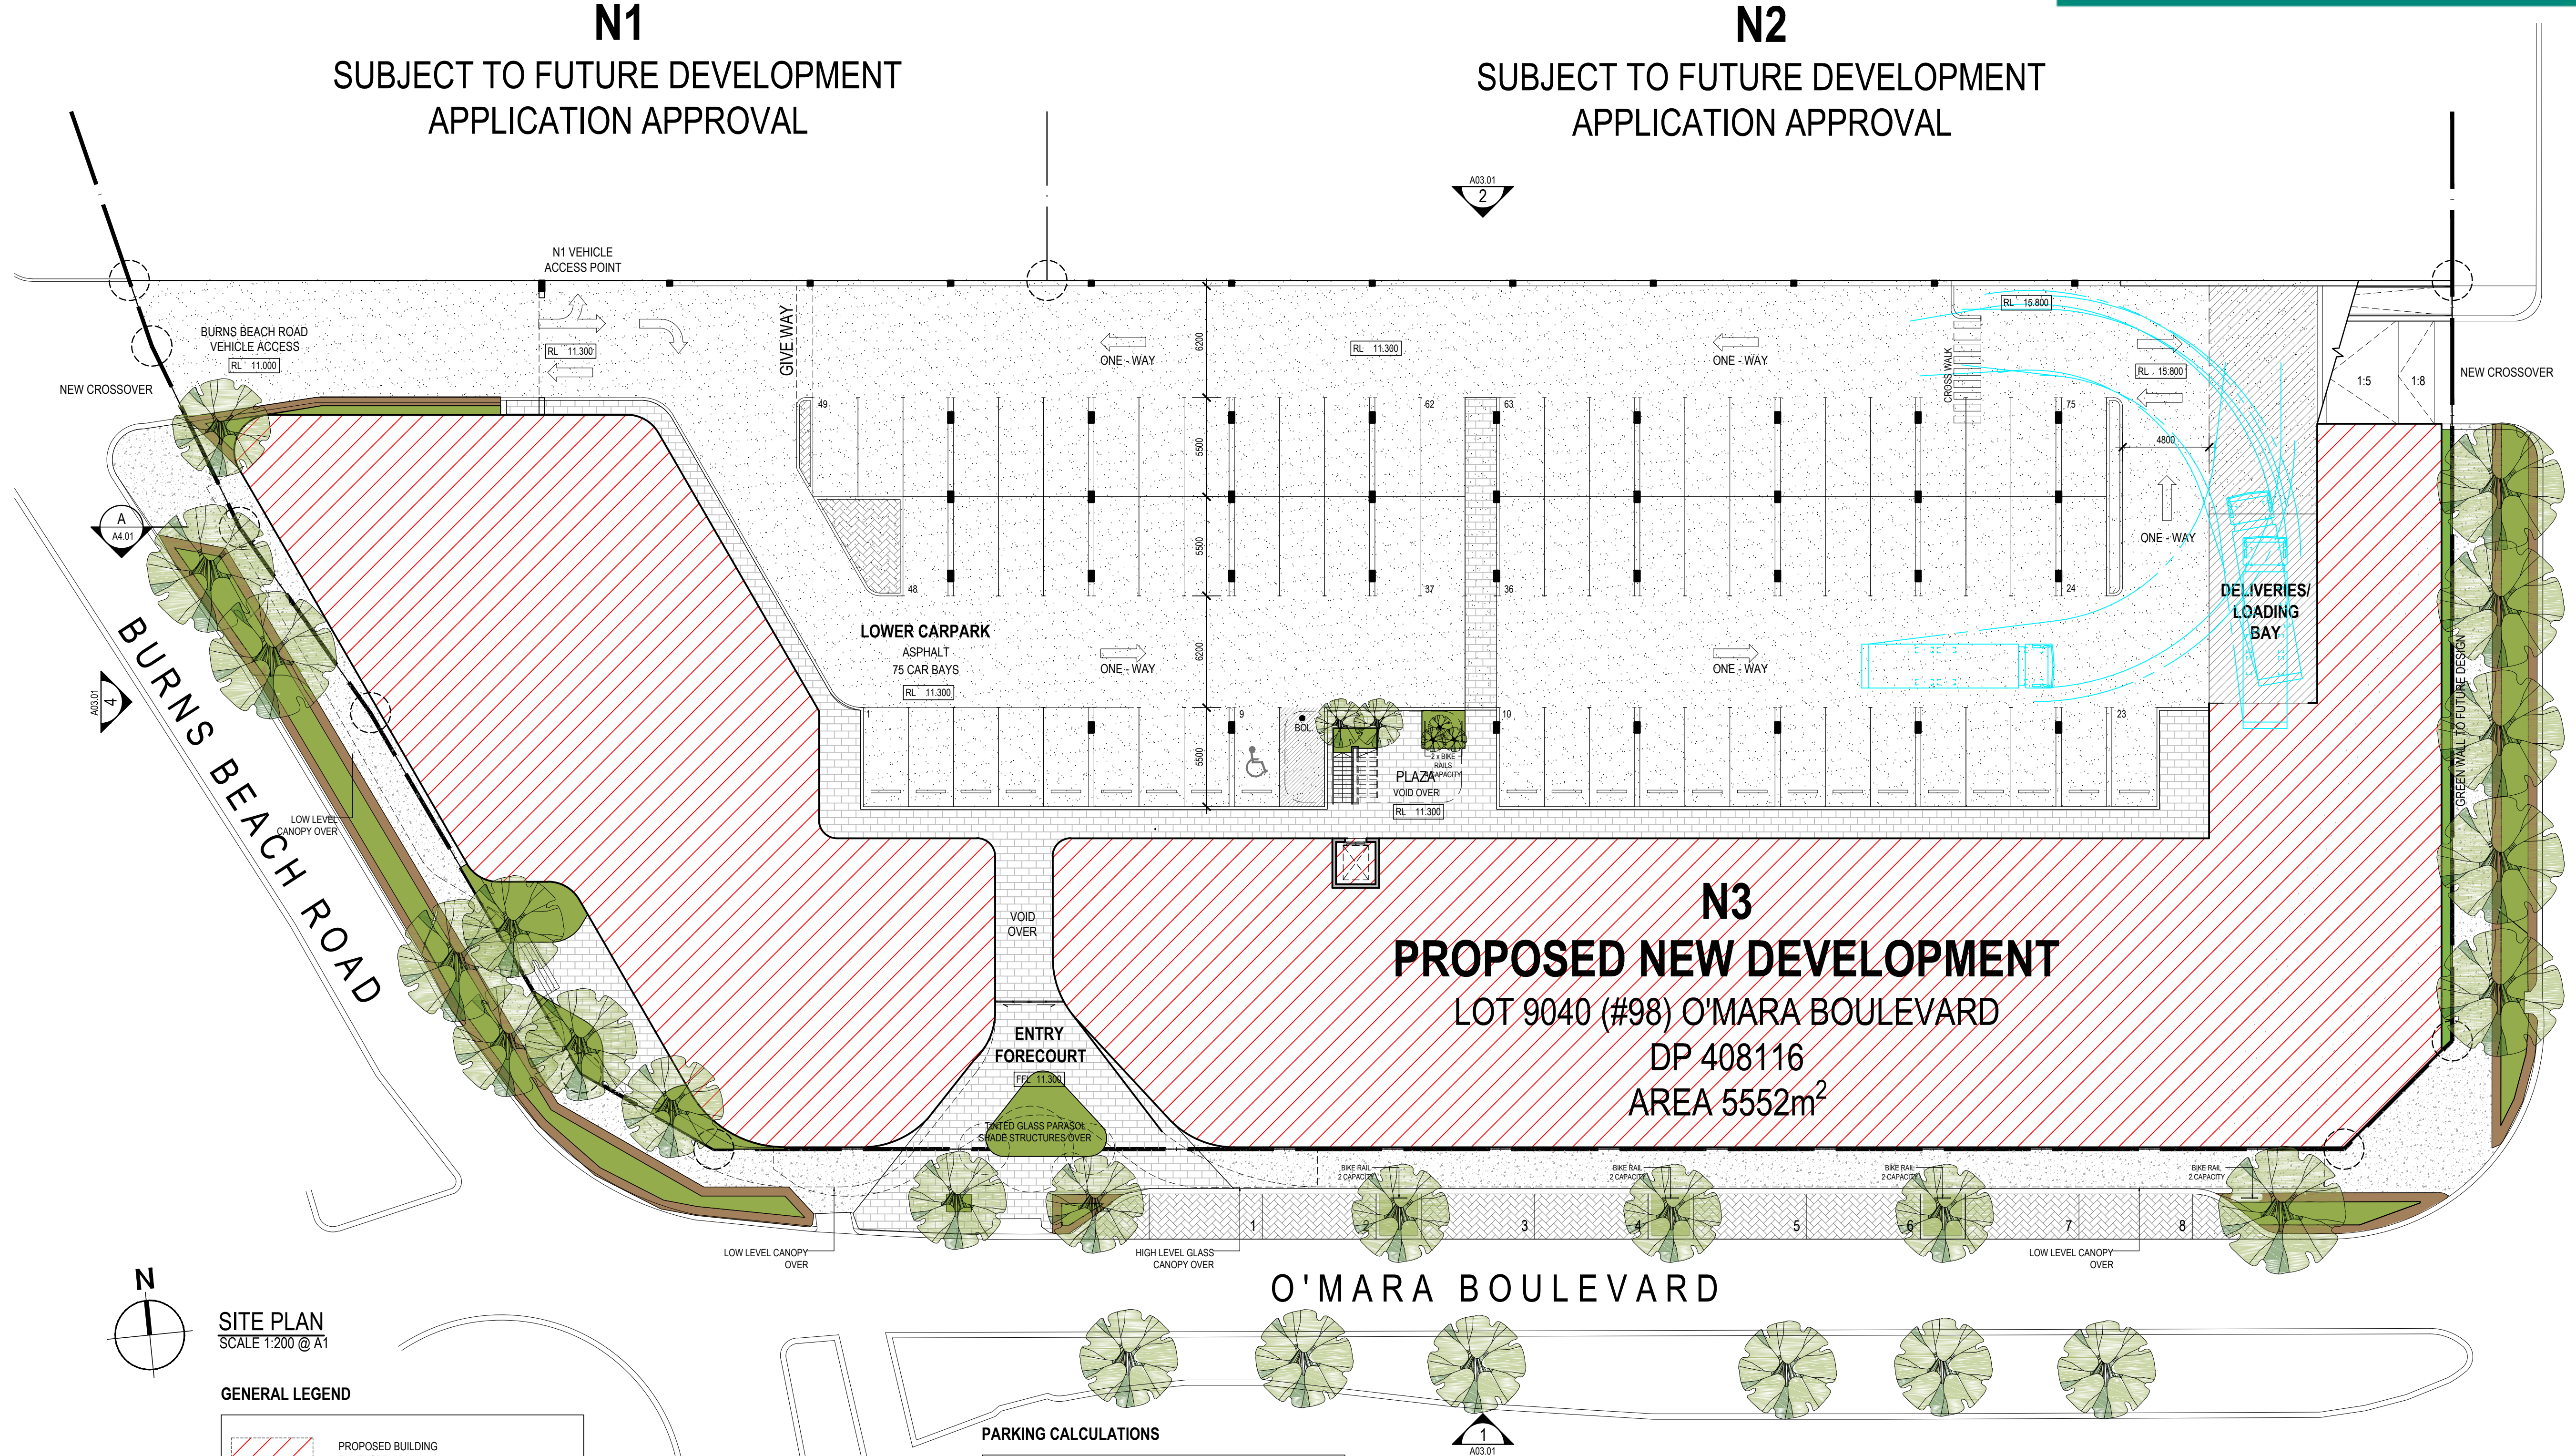 N1
SUBJECT TO FUTURE DEVELOPMENT
APPLICATION APPROVAL
N2
SUBJECT TO FUTURE DEVELOPMENT
APPLICATION APPROVAL
A03.01
2
N1 VEHICLE
ACCESS POINT
BURNS BEACH ROAD
VEHICLE ACCESS
RL 11.000
NEW CROSSOVER
RL 11.300
GIVE WAY
ONE - WAY
6200
RL 11.300
ONE - WAY
CROSS WALK
RL 15.800
RL 15.800
1:5
1:8
NEW CROSSOVER
49
62
63
75
5500
4800
A
A4.01
5500
ONE - WAY
48
37
36
24
DELIVERIES/
LOADING
BAY
LOWER CARPARK
ASPHALT
75 CAR BAYS
RL 11.300
ONE - WAY
6200
ONE - WAY
A03.01
4
BURNS BEACH ROAD
1
9
BOL.
10
23
5500
2 x BIKE
RAILS
CAPACITY
PLAZA
VOID OVER
RL 11.300
GREEN WALL TO FUTURE DESIGN
LOW LEVEL
CANOPY OVER
VOID
OVER
N3
PROPOSED NEW DEVELOPMENT
LOT 9040 (#98) O'MARA BOULEVARD
DP 408116
AREA 5552m²
ENTRY
FORECOURT
FFL 11.300
TINTED GLASS PARASOL
SHADE STRUCTURES OVER
BIKE RAIL
2 CAPACITY
BIKE RAIL
2 CAPACITY
BIKE RAIL
2 CAPACITY
BIKE RAIL
2 CAPACITY
1
2
3
4
5
6
7
8
LOW LEVEL CANOPY
OVER
HIGH LEVEL GLASS
CANOPY OVER
LOW LEVEL CANOPY
OVER
O'MARA BOULEVARD
N
SITE PLAN
SCALE 1:200 @ A1
GENERAL LEGEND
PROPOSED BUILDING
PARKING CALCULATIONS
1
A03.01